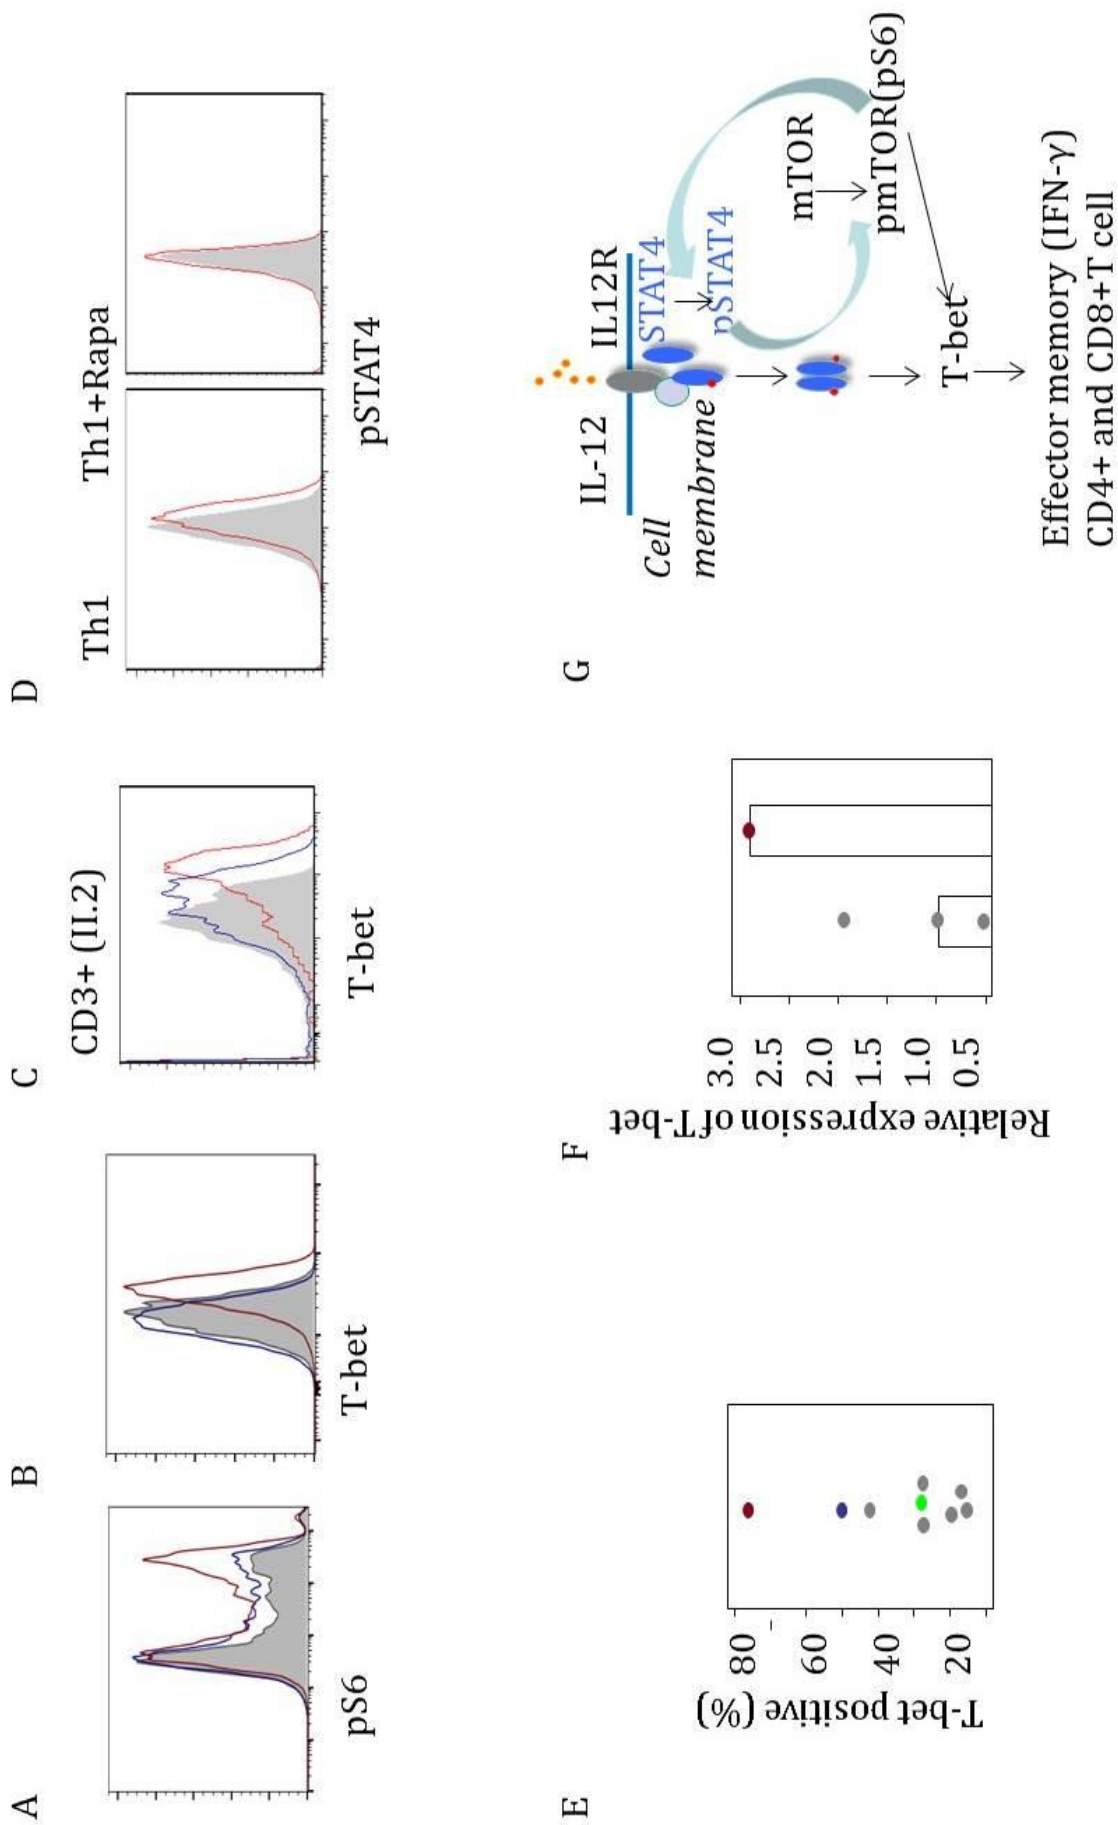 A
B
C
D
CD3+ (II.2)
Th1
Th1+Rapa
pS6
T-bet
T-bet
pSTAT4
E
F
G
T-bet positive (%)
80
60
40
20
Relative expression of T-bet
3.0
2.5
2.0
1.5
1.0
0.5
IL-12
IL12R
Cell
membrane
STAT4
pSTAT4
mTOR
pmTOR(pS6)
T-bet
Effector memory (IFN-γ)
CD4+ and CD8+T cell